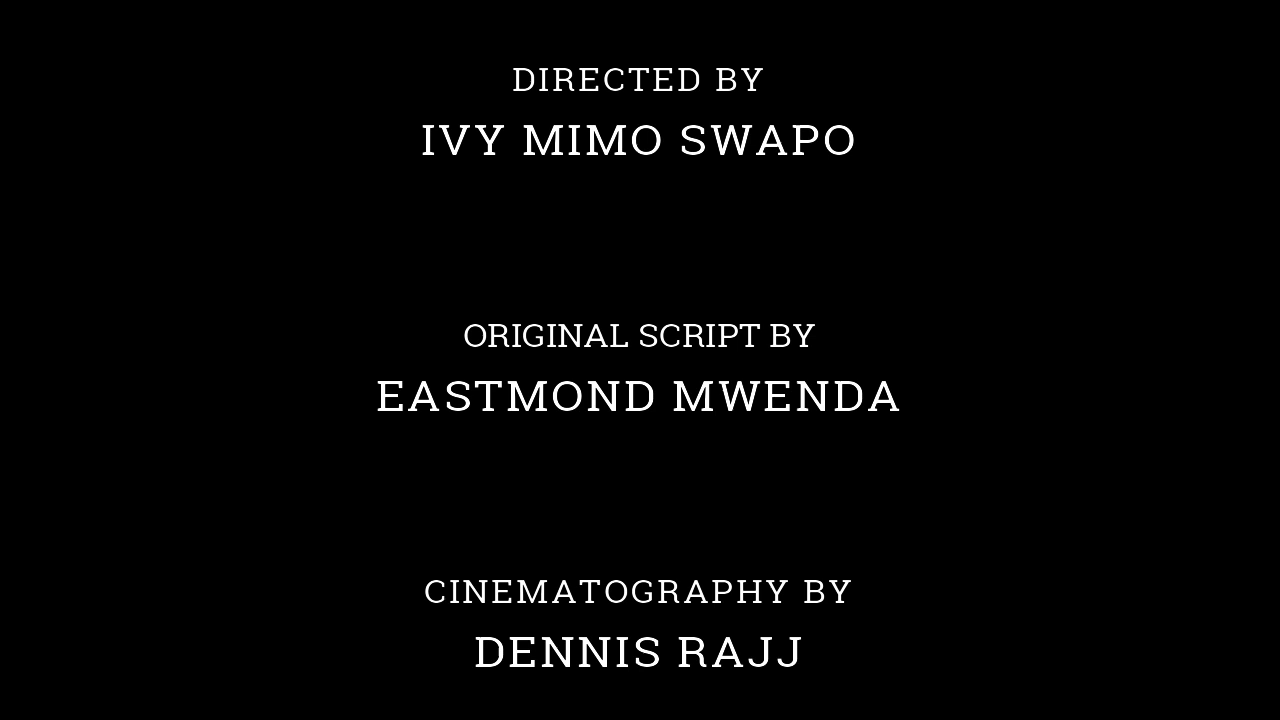 DIRECTED BY
IVY MIMO SWAPO
ORIGINAL SCRIPT BY
EASTMOND MWENDA
CINEMATOGRAPHY BY
DENNIS RAJJ